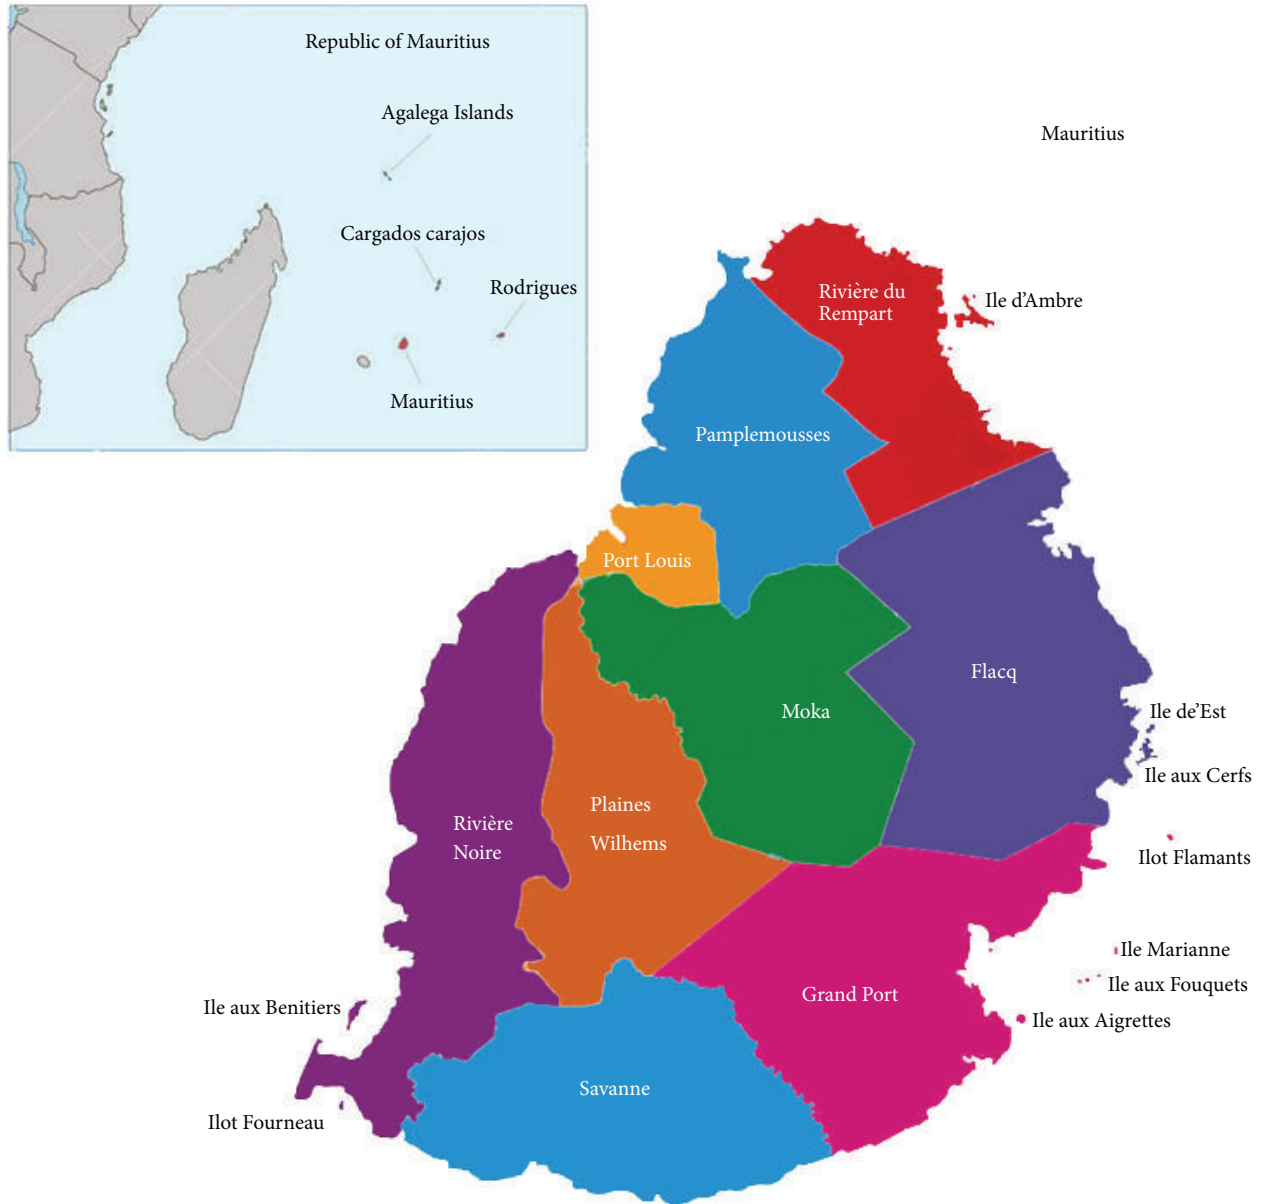 Republic of Mauritius
Agalega Islands
Cargados carajos
Rodrigues
Mauritius
Mauritius
Rivière du
Rempart
Ile d'Ambre
Pamplemousses
Port Louis
Flacq
Moka
Ile de'Est
Ile aux Cerfs
Plaines
Wilhems
Rivière
Noire
Ilot Flamants
Ile Marianne
Ile aux Fouquets
Grand Port
Ile aux Benitiers
Ile aux Aigrettes
Savanne
Ilot Fourneau